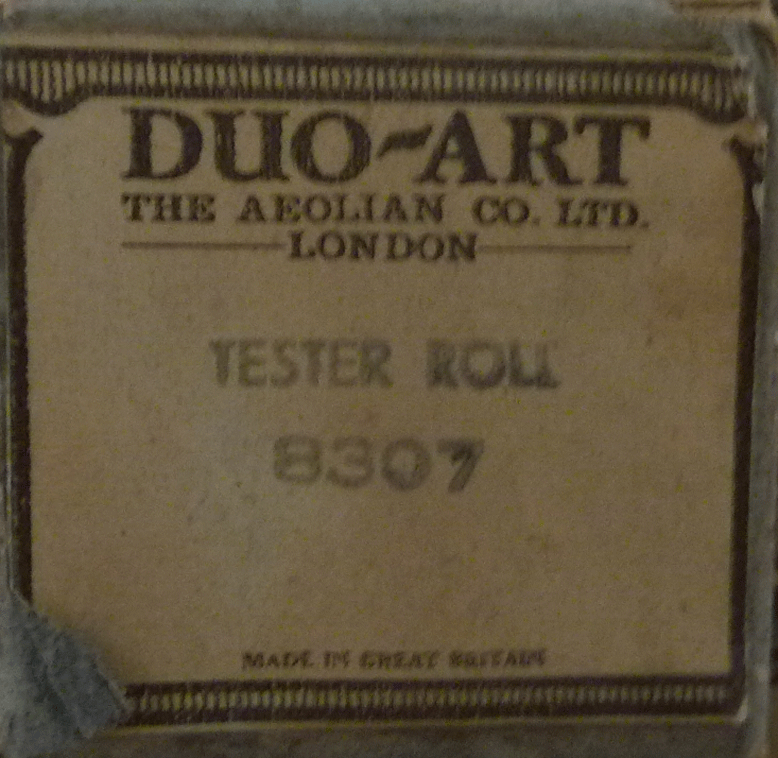 DUO-ART
THE AEOLIAN CO. LTD.
LONDON
TESTER ROLL
8307
MADE IN GREAT BRITAIN